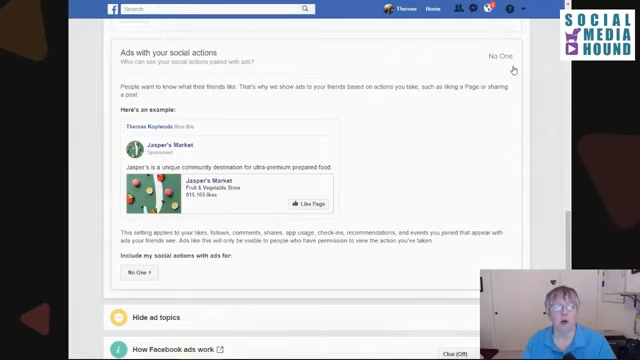 Search
Therese
Home
SOCIAL
MEDIA
HOUND
Ads with your social actions
No One
Who can see your social actions paired with ads?
People want to know what their friends like. That's why we show ads to your friends based on actions you take, such as liking a Page or sharing
a post
Here's an example:
Therese Kopiwoda likes this
Jasper's Market
Sponsored
Jasper's is a unique community destination for ultra-premium prepared food
Jasper's Market
Fruit & Vegetable Store
815,169 likes
Like Page
This setting applies to your likes, follows, comments, shares, app usage, check-ins, recommendations, and events you joined that appear with
ads your friends see. Ads like this will only be visible to people who have permission to view the action you've taken.
Include my social actions with ads for:
No One
Hide ad topics
How Facebook ads work
Chat (Off)